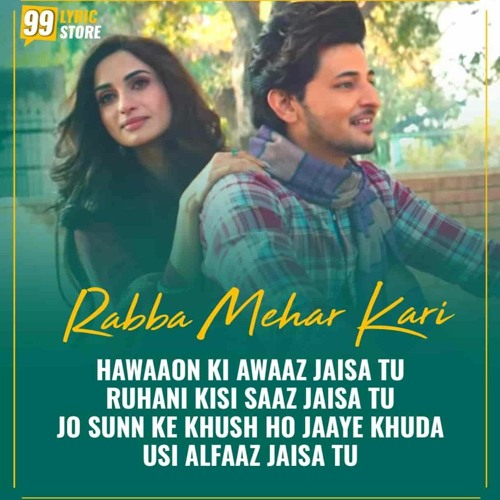 99 LYRIC
STORE
Rabba Mehar Kari
HAWAAON KI AWAAZ JAISA TU
RUHANI KISI SAAZ JAISA TU
JO SUNN KE KHUSH HO JAAYE KHUDA
USI ALFAAZ JAISA TU